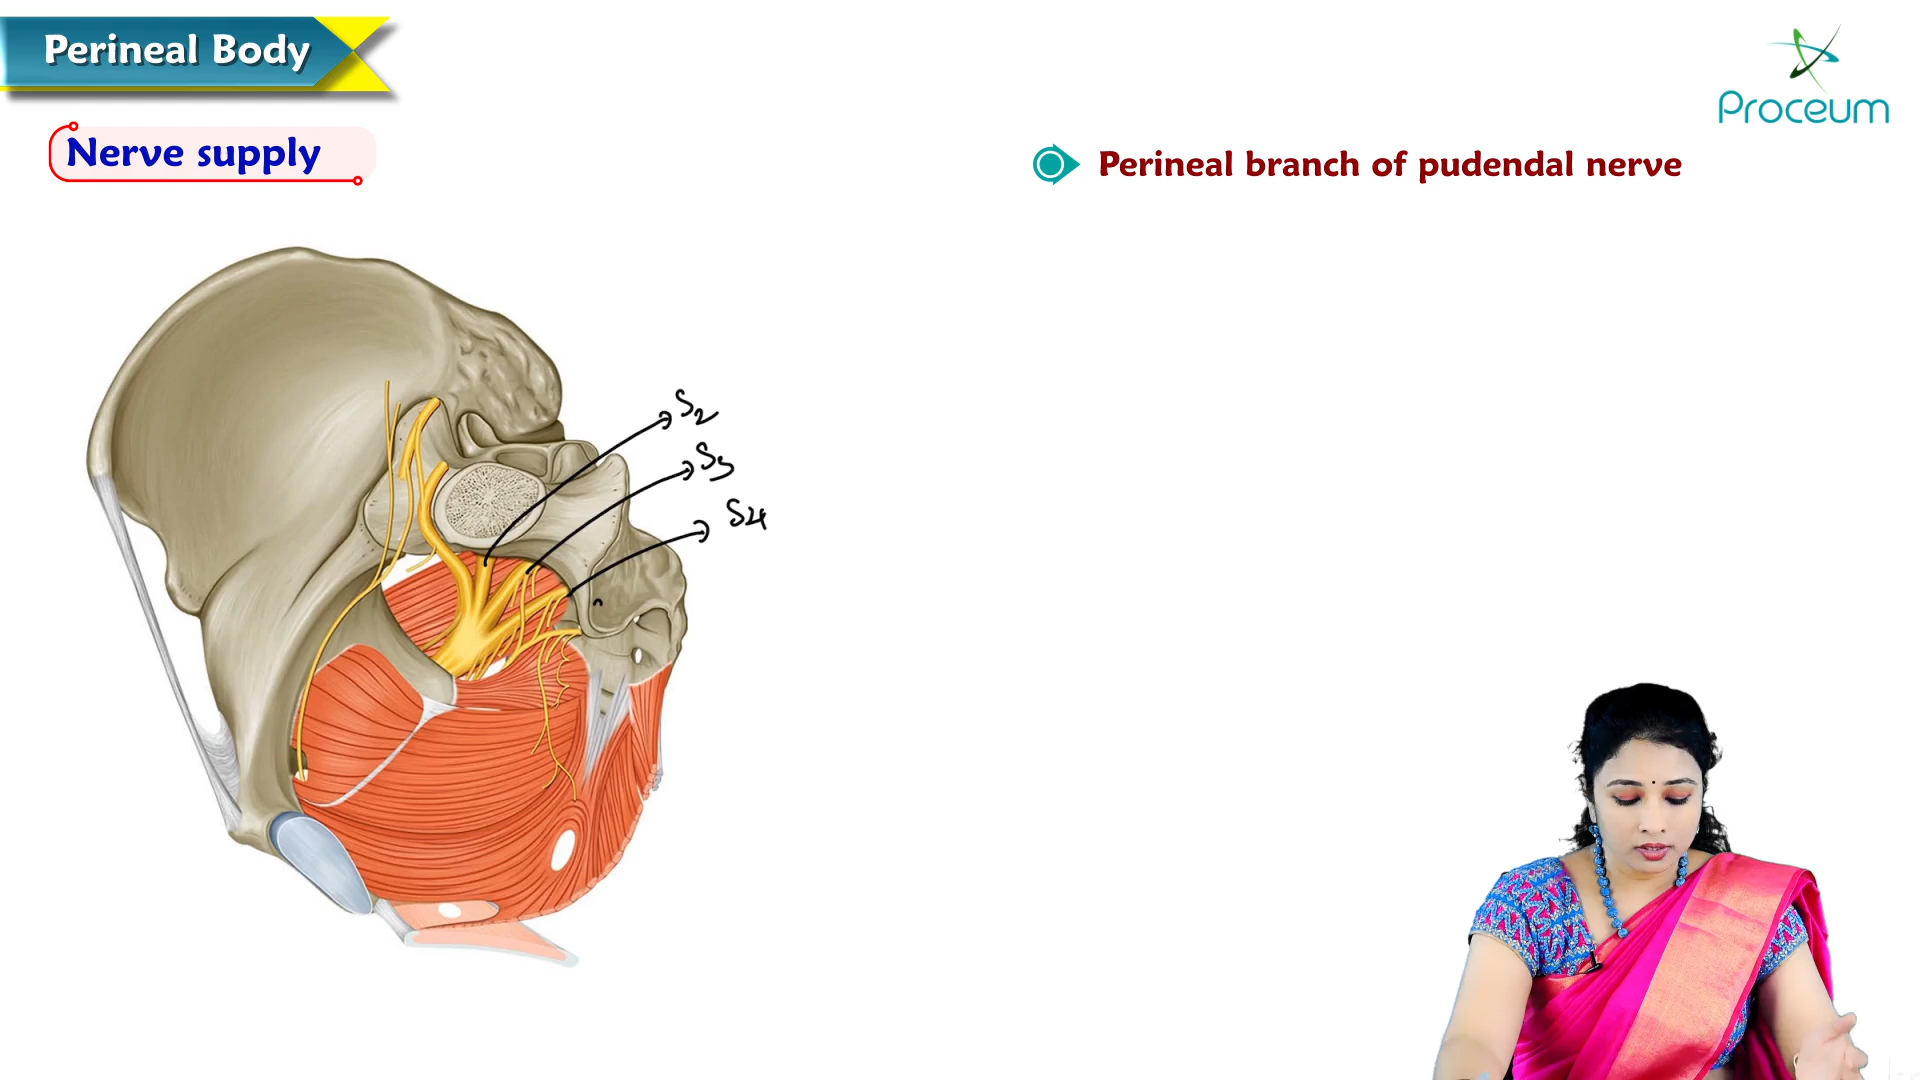 Perineal Body
Proceum
Nerve supply
Perineal branch of pudendal nerve
S2
S3
S4